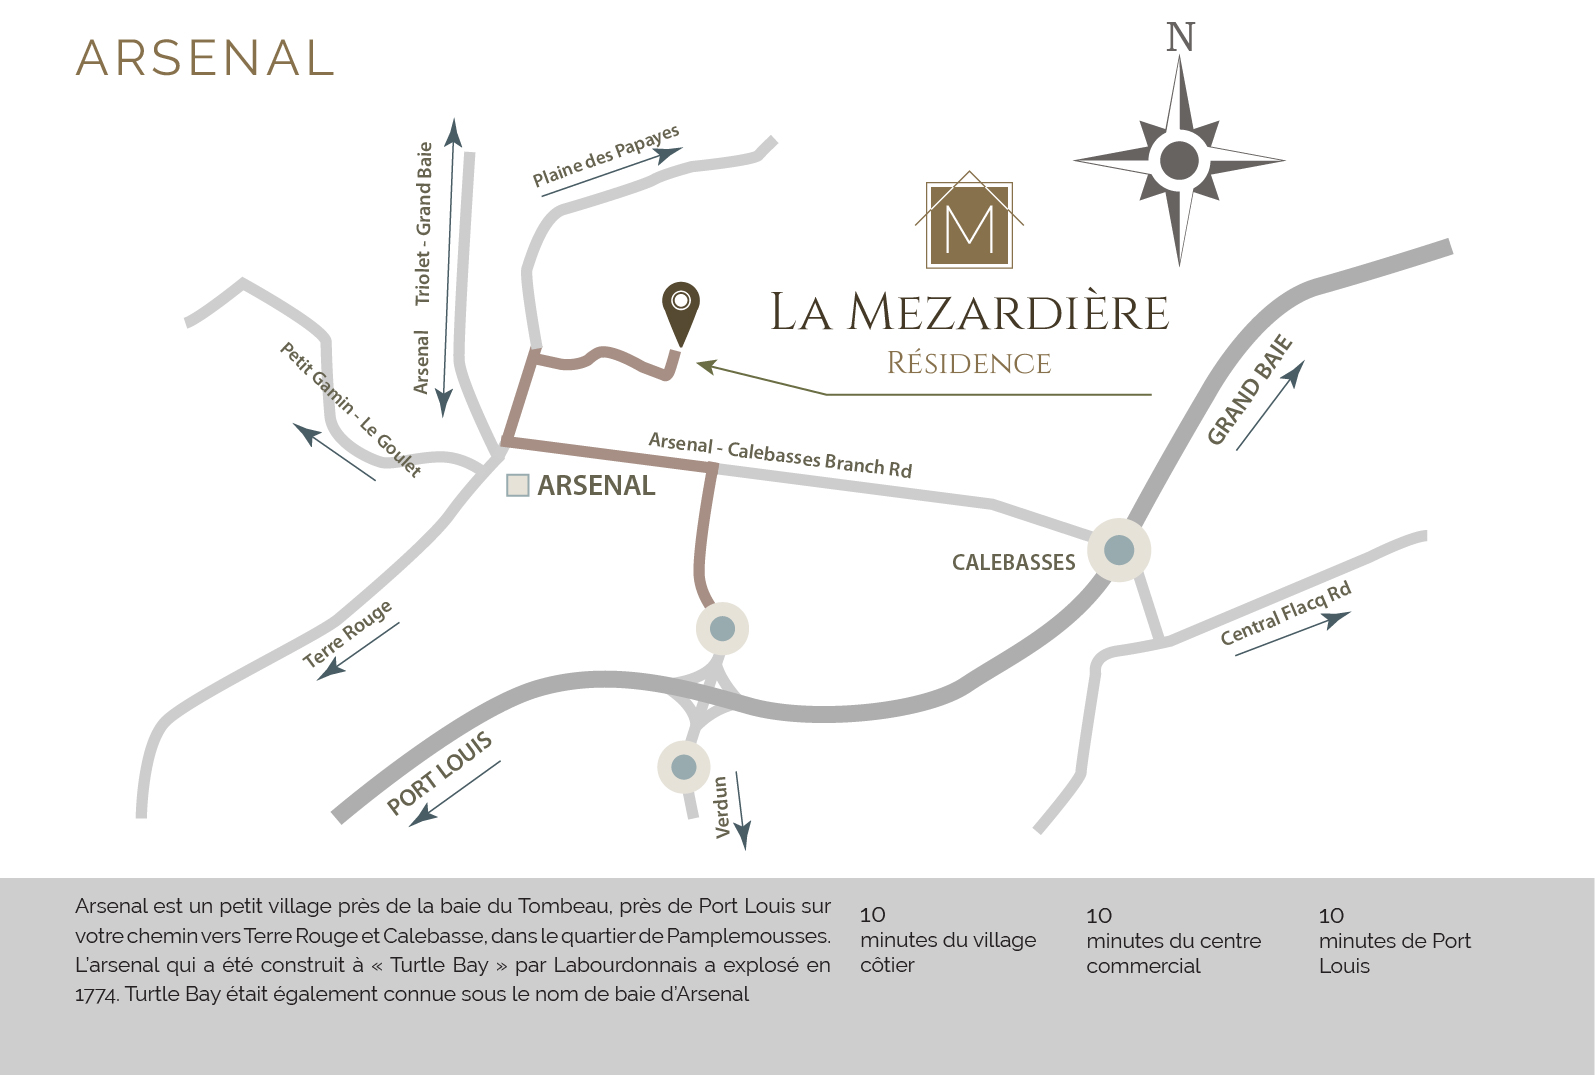 ARSENAL
N
Plaine des Papayes
Arsenal Triolet - Grand Baie
M
LA MEZARDIÈRE
RÉSIDENCE
Petit Gamin - Le Goulet
GRAND BAIE
Arsenal - Calebasses Branch Rd
ARSENAL
CALEBASSES
Central Flacq Rd
Terre Rouge
PORT LOUIS
Verdun
Arsenal est un petit village près de la baie du Tombeau, près de Port Louis sur
votre chemin vers Terre Rouge et Calebasse, dans le quartier de Pamplemousses.
L’arsenal qui a été construit à « Turtle Bay » par Labourdonnais a explosé en
1774. Turtle Bay était également connue sous le nom de baie d’Arsenal
10
minutes du village
côtier
10
minutes du centre
commercial
10
minutes de Port
Louis